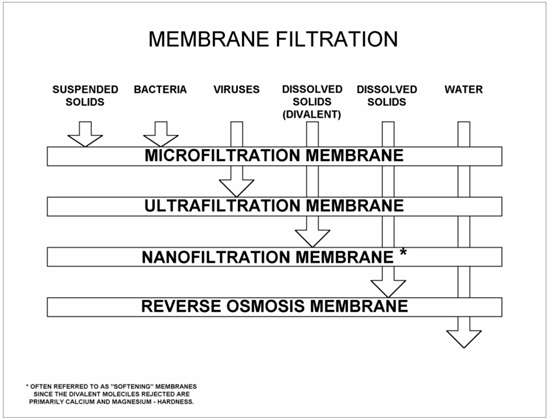 MEMBRANE FILTRATION
SUSPENDED SOLIDS
BACTERIA
VIRUSES
DISSOLVED SOLIDS (DIVALENT)
DISSOLVED SOLIDS
WATER
MICROFILTRATION MEMBRANE
ULTRAFILTRATION MEMBRANE
NANOFILTRATION MEMBRANE *
REVERSE OSMOSIS MEMBRANE
* OFTEN REFERRED TO AS "SOFTENING" MEMBRANES
SINCE THE DIVALENT MOLECILES REJECTED ARE
PRIMARILY CALCIUM AND MAGNESIUM - HARDNESS.